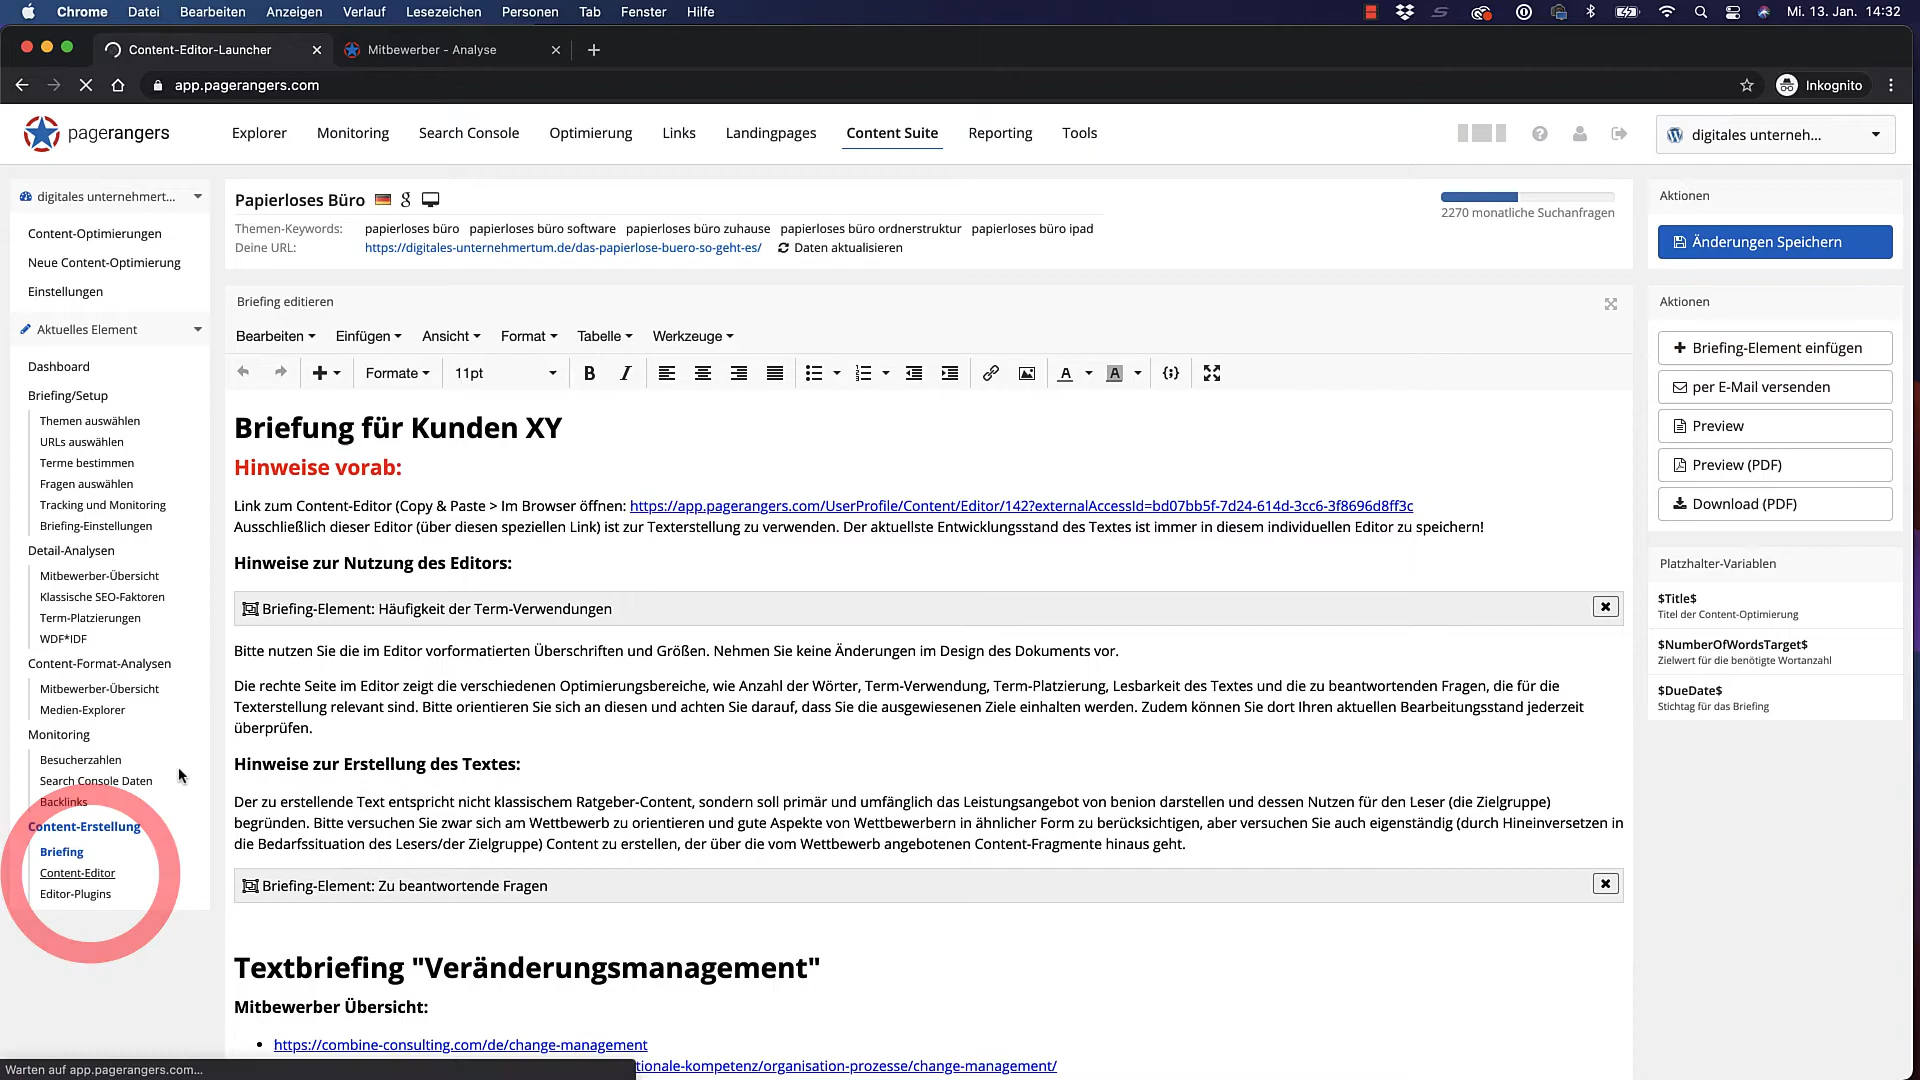 Chrome Datei Bearbeiten Anzeigen Verlauf Lesezeichen Personen Tab Fenster Hilfe Mi. 13. Jan. 14:32
Content-Editor-Launcher Mitbewerber - Analyse
app.pagerangers.com Inkognito
pagerangers Explorer Monitoring Search Console Optimierung Links Landingpages Content Suite Reporting Tools digitales unterneh...
digitales unternehmert...
Content-Optimierungen
Neue Content-Optimierung
Einstellungen
Aktuelles Element
Dashboard
Briefing/Setup
Themen auswählen
URLs auswählen
Terme bestimmen
Fragen auswählen
Tracking und Monitoring
Briefing-Einstellungen
Detail-Analysen
Mitbewerber-Übersicht
Klassische SEO-Faktoren
Term-Platzierungen
WDF*IDF
Content-Format-Analysen
Mitbewerber-Übersicht
Medien-Explorer
Monitoring
Besucherzahlen
Search Console Daten
Backlinks
Content-Erstellung
Briefing
Content-Editor
Editor-Plugins
Papierloses Büro
2270 monatliche Suchanfragen
Themen-Keywords: papierloses büro papierloses büro software papierloses büro zuhause papierloses büro ordnerstruktur papierloses büro ipad
Deine URL: https://digitales-unternehmertum.de/das-papierlose-buero-so-geht-es/ Daten aktualisieren
Briefing editieren
Bearbeiten Einfügen Ansicht Format Tabelle Werkzeuge
Formate 11pt B I A A
Briefung für Kunden XY
Hinweise vorab:
Link zum Content-Editor (Copy & Paste > Im Browser öffnen: https://app.pagerangers.com/UserProfile/Content/Editor/142?externalAccessId=bd07bb5f-7d24-614d-3cc6-3f8696d8ff3c
Ausschließlich dieser Editor (über diesen speziellen Link) ist zur Texterstellung zu verwenden. Der aktuellste Entwicklungsstand des Textes ist immer in diesem individuellen Editor zu speichern!
Hinweise zur Nutzung des Editors:
Briefing-Element: Häufigkeit der Term-Verwendungen
Bitte nutzen Sie die im Editor vorformatierten Überschriften und Größen. Nehmen Sie keine Änderungen im Design des Dokuments vor.
Die rechte Seite im Editor zeigt die verschiedenen Optimierungsbereiche, wie Anzahl der Wörter, Term-Verwendung, Term-Platzierung, Lesbarkeit des Textes und die zu beantwortenden Fragen, die für die
Texterstellung relevant sind. Bitte orientieren Sie sich an diesen und achten Sie darauf, dass Sie die ausgewiesenen Ziele einhalten werden. Zudem können Sie dort Ihren aktuellen Bearbeitungsstand jederzeit
überprüfen.
Hinweise zur Erstellung des Textes:
Der zu erstellende Text entspricht nicht klassischem Ratgeber-Content, sondern soll primär und umfänglich das Leistungsangebot von benion darstellen und dessen Nutzen für den Leser (die Zielgruppe)
begründen. Bitte versuchen Sie zwar sich am Wettbewerb zu orientieren und gute Aspekte von Wettbewerbern in ähnlicher Form zu berücksichtigen, aber versuchen Sie auch eigenständig (durch Hineinversetzen in
die Bedarfssituation des Lesers/der Zielgruppe) Content zu erstellen, der über die vom Wettbewerb angebotenen Content-Fragmente hinaus geht.
Briefing-Element: Zu beantwortende Fragen
Textbriefing "Veränderungsmanagement"
Mitbewerber Übersicht:
https://combine-consulting.com/de/change-management
tionale-kompetenz/organisation-prozesse/change-management/
Aktionen
Änderungen Speichern
Aktionen
Briefing-Element einfügen
per E-Mail versenden
Preview
Preview (PDF)
Download (PDF)
Platzhalter-Variablen
$Title$
Titel der Content-Optimierung
$NumberOfWordsTarget$
Zielwert für die benötigte Wortanzahl
$DueDate$
Stichtag für das Briefing
Warten auf app.pagerangers.com...